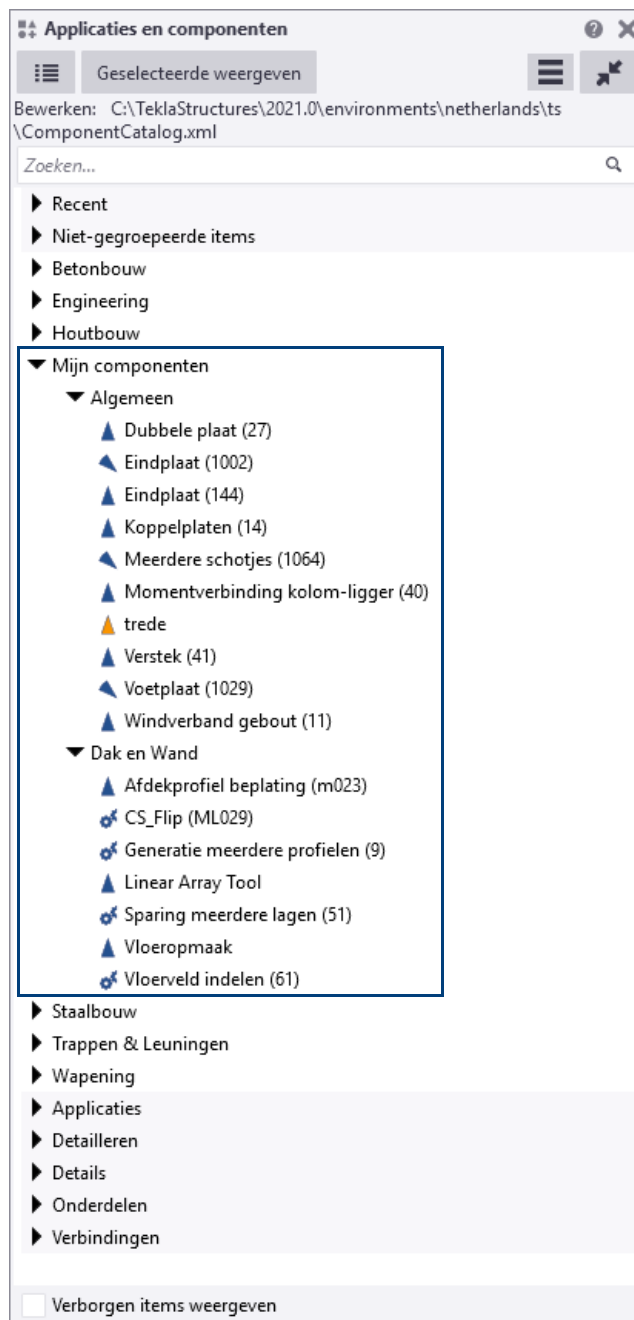 Applicaties en componenten
Geselecteerde weergeven
Bewerken: C:\TeklaStructures\2021.0\environments\netherlands\ts
\ComponentCatalog.xml
Zoeken...
Recent
Niet-gegroepeerde items
Betonbouw
Engineering
Houtbouw
Mijn componenten
Algemeen
Dubbele plaat (27)
Eindplaat (1002)
Eindplaat (144)
Koppelplaten (14)
Meerdere schotjes (1064)
Momentverbinding kolom-ligger (40)
trede
Verstek (41)
Voetplaat (1029)
Windverband gebout (11)
Dak en Wand
Afdekprofiel beplating (m023)
CS_Flip (ML029)
Generatie meerdere profielen (9)
Linear Array Tool
Sparing meerdere lagen (51)
Vloeropmaak
Vloerveld indelen (61)
Staalbouw
Trappen & Leuningen
Wapening
Applicaties
Detailleren
Details
Onderdelen
Verbindingen
Verborgen items weergeven